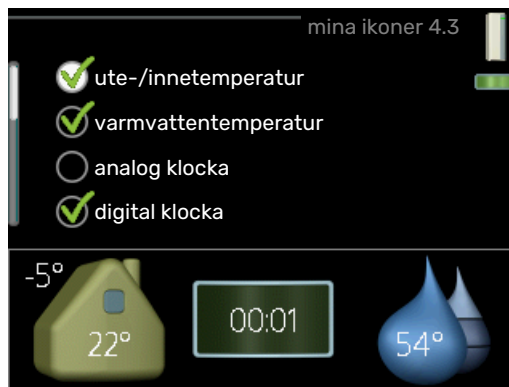 mina ikoner 4.3
ute-/innetemperatur
varmvattentemperatur
analog klocka
digital klocka
-5°
22°
00:01
54°